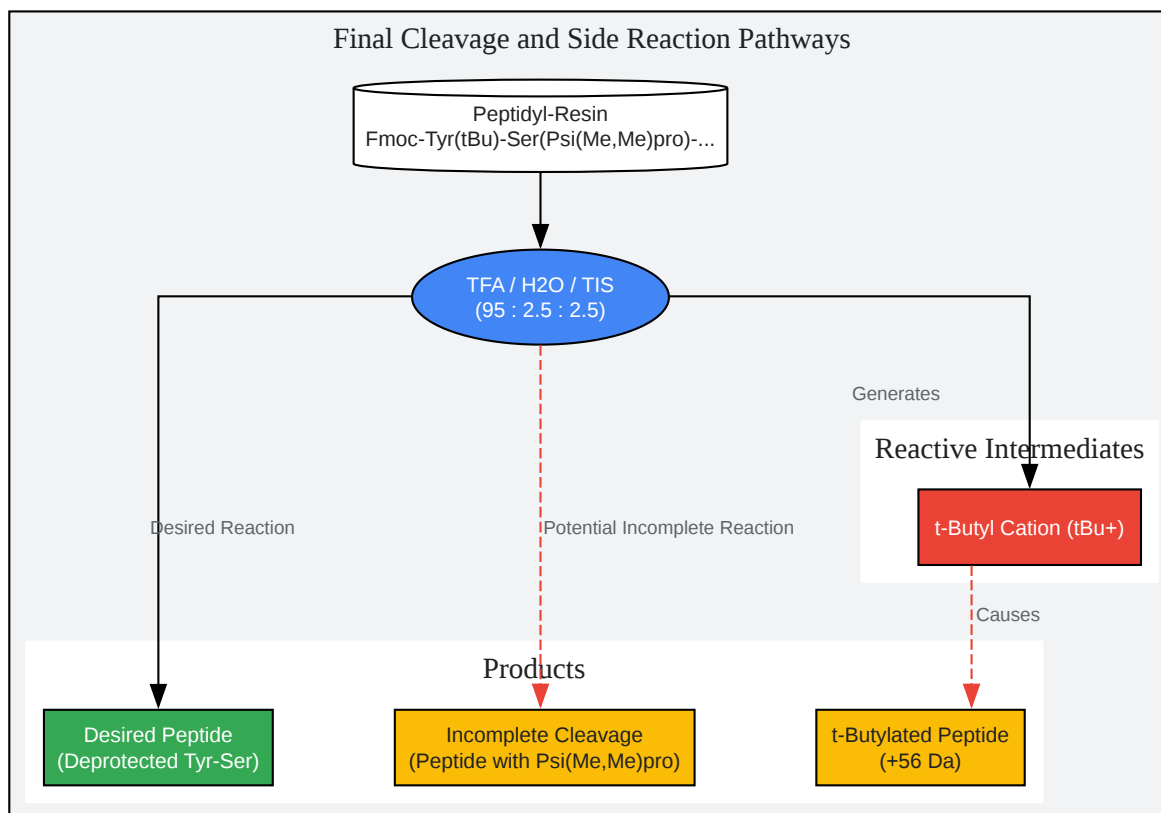 Final Cleavage and Side Reaction Pathways
Peptidyl-Resin
Fmoc-Tyr(tBu)-Ser(Psi(Me,Me)pro)-...
TFA / H2O / TIS
(95 : 2.5 : 2.5)
Generates
Reactive Intermediates
Desired Reaction
Potential Incomplete Reaction
t-Butyl Cation (tBu+)
Causes
Products
Desired Peptide
(Deprotected Tyr-Ser)
Incomplete Cleavage
(Peptide with Psi(Me,Me)pro)
t-Butylated Peptide
(+56 Da)